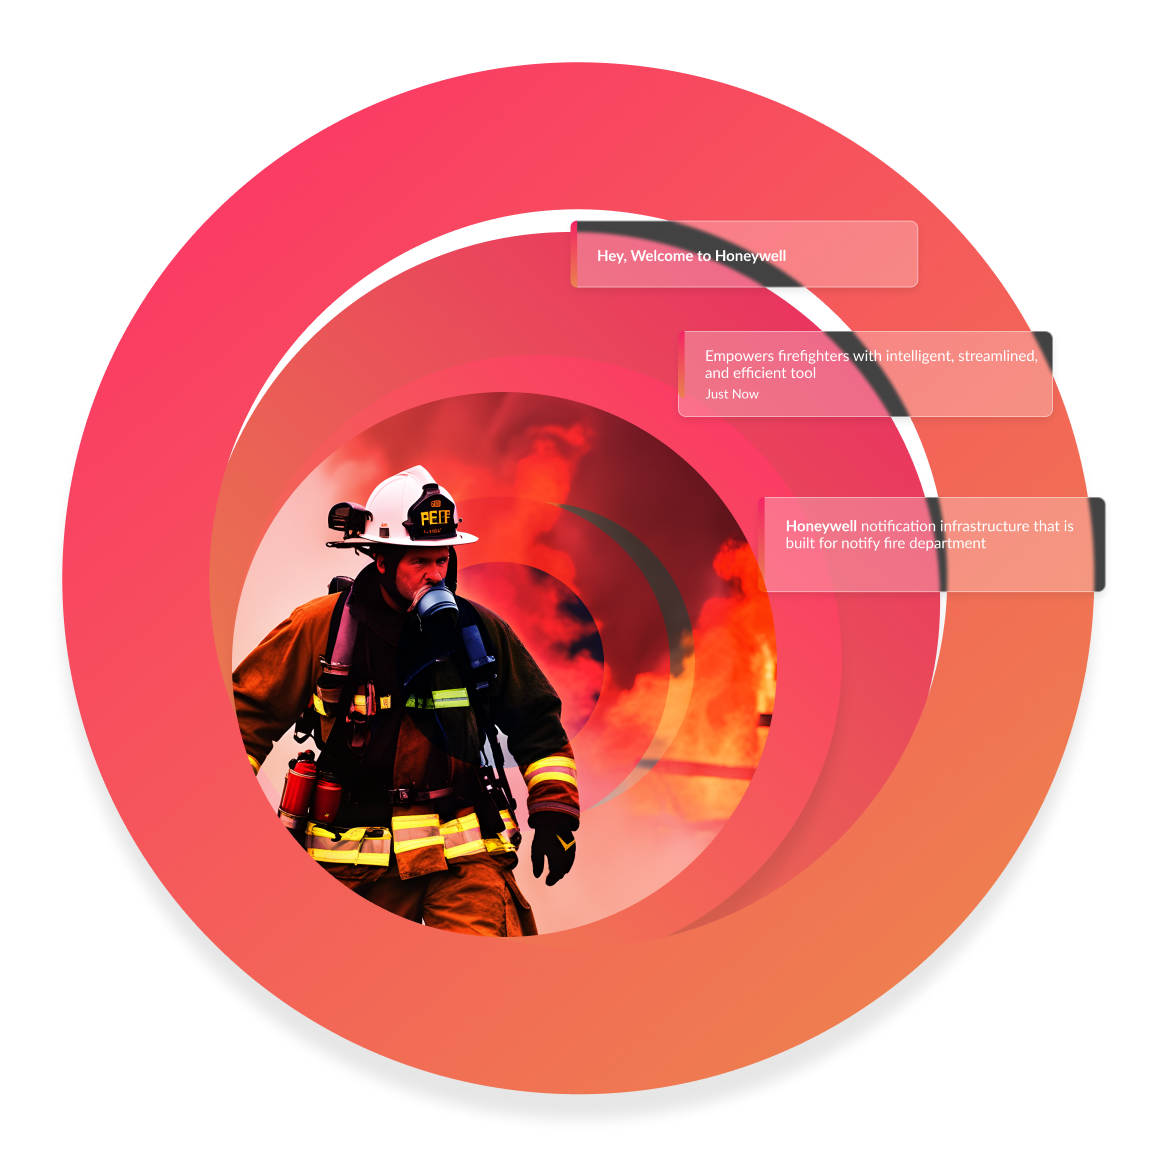 Hey, Welcome to Honeywell
Empowers firefighters with intelligent, streamlined,
and efficient tool
Just Now
Honeywell notification infrastructure that is
built for notify fire department